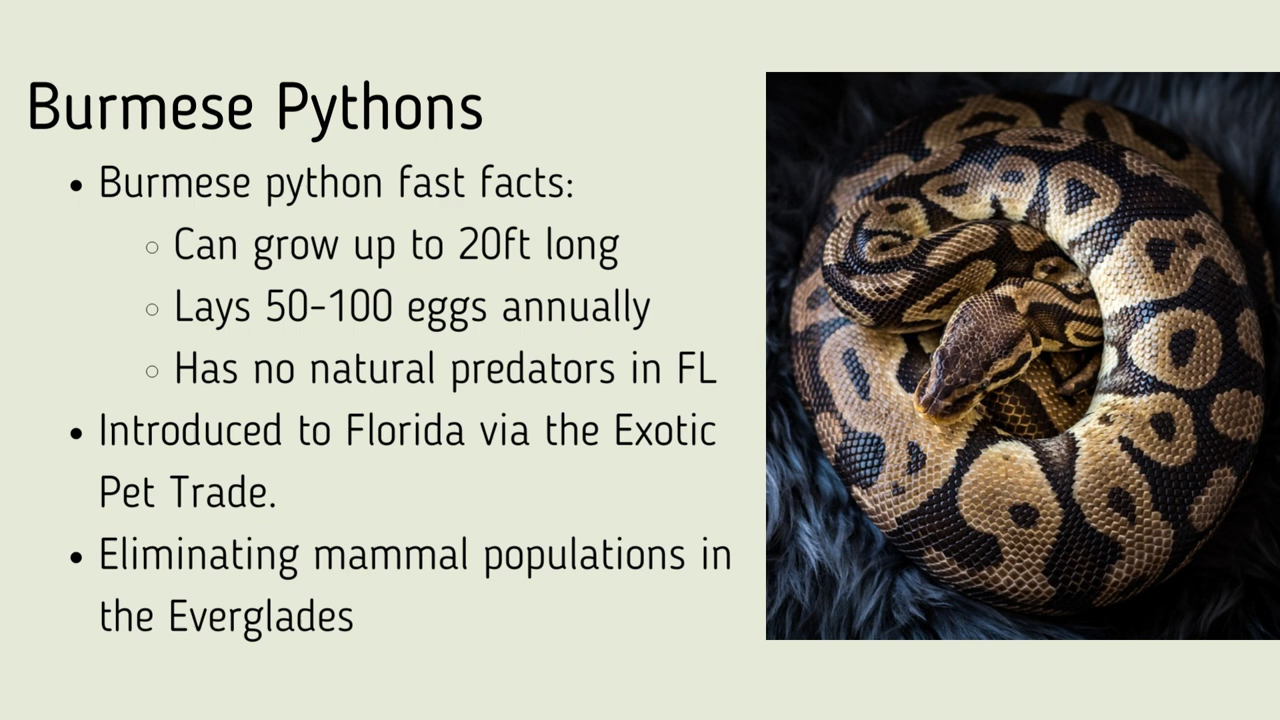 Burmese Pythons
• Burmese python fast facts:
◦ Can grow up to 20ft long
◦ Lays 50-100 eggs annually
◦ Has no natural predators in FL
• Introduced to Florida via the Exotic
Pet Trade.
• Eliminating mammal populations in
the Everglades